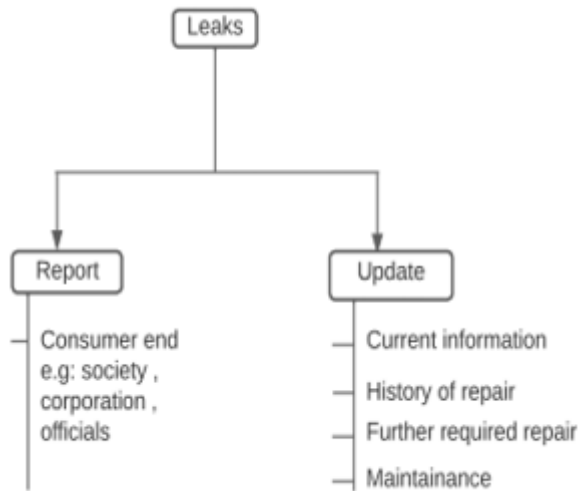 Leaks
Report
Update
Consumer end
e.g: society ,
corporation ,
officials
Current information
History of repair
Further required repair
Maintainance